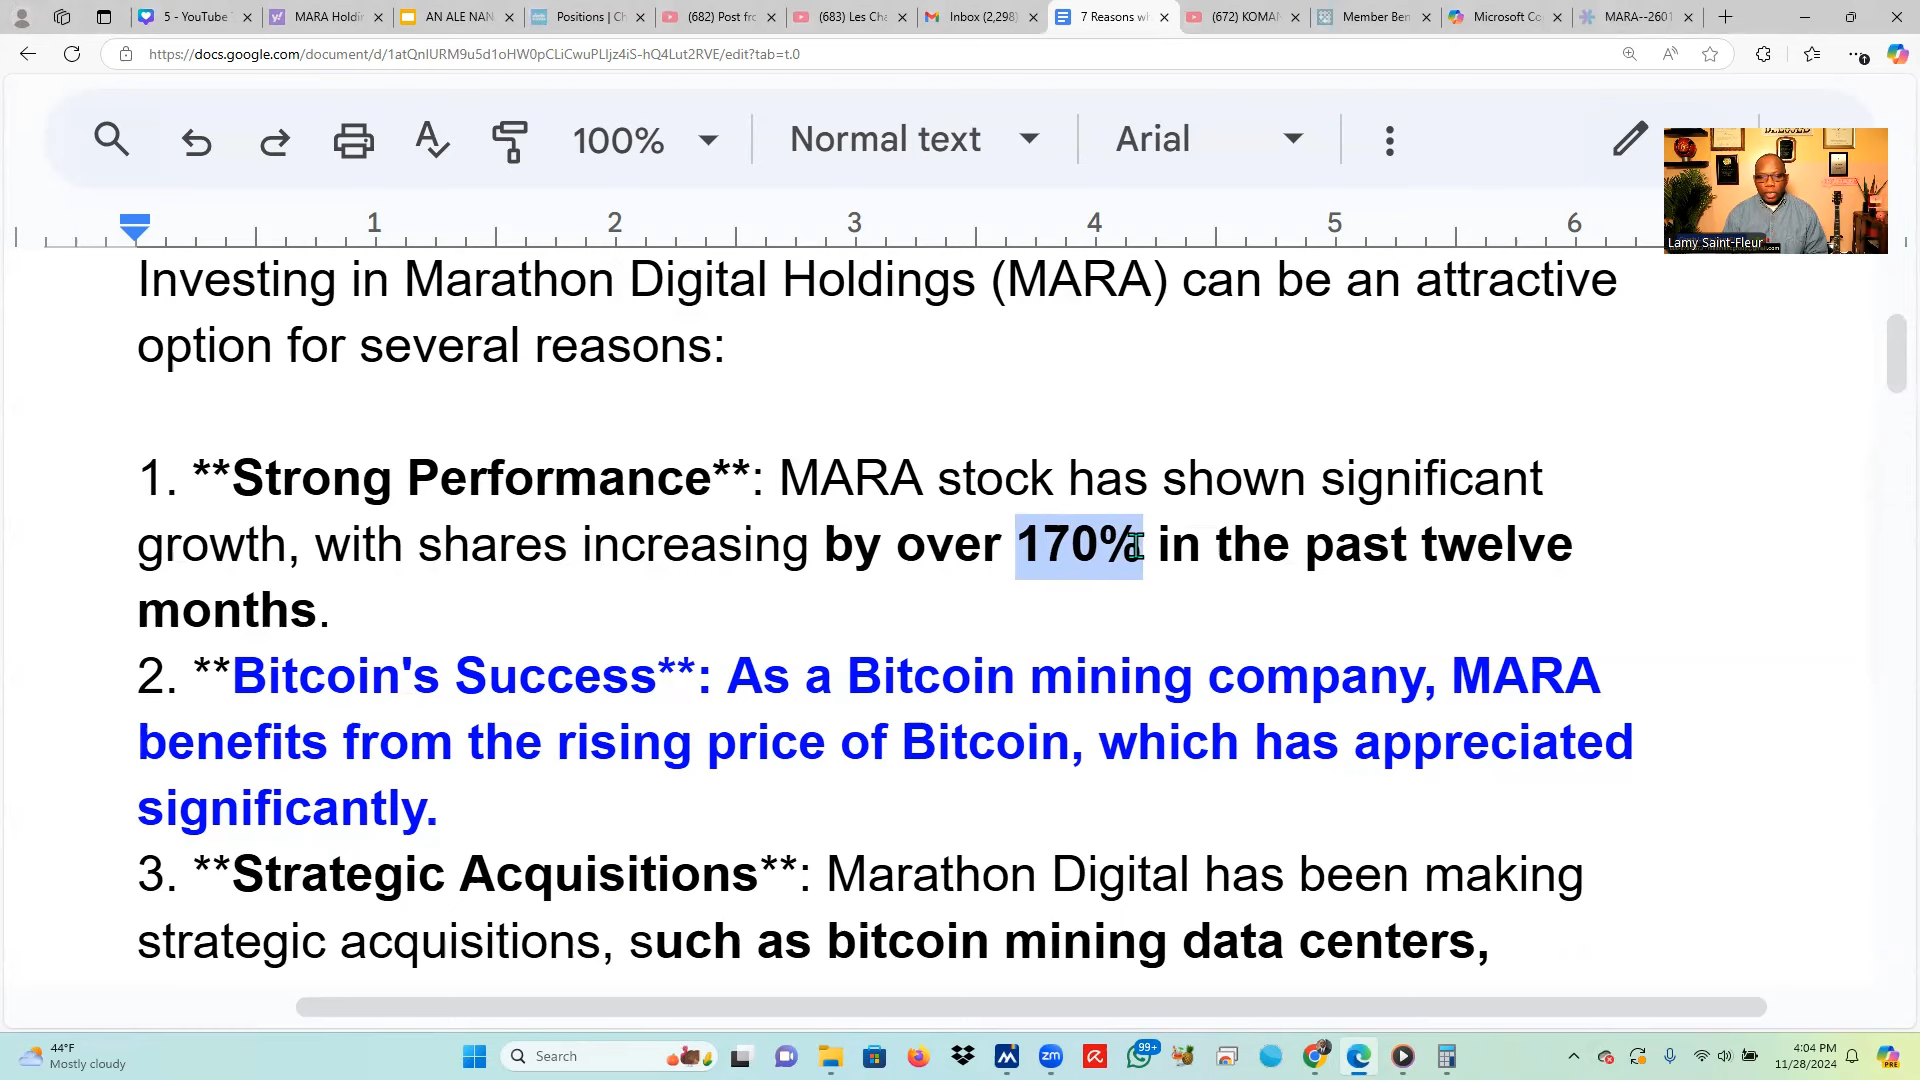 5 - YouTube
MARA Holdin
AN ALE NAN
Positions | Ch
(682) Post fro
(683) Les Cha
Inbox (2,298)
7 Reasons wh
(672) KOMAN
Member Ben
Microsoft Co
MARA--2601
https://docs.google.com/document/d/1atQnlURM9u5d1oHW0pCLiCwuPLljz4iS-hQ4Lut2RVE/edit?tab=t.0
100%
Normal text
Arial
1 2 3 4 5 6
Lamy Saint-Fleur
Investing in Marathon Digital Holdings (MARA) can be an attractive
option for several reasons:
1. **Strong Performance**: MARA stock has shown significant
growth, with shares increasing by over 170% in the past twelve
months.
2. **Bitcoin's Success**: As a Bitcoin mining company, MARA
benefits from the rising price of Bitcoin, which has appreciated
significantly.
3. **Strategic Acquisitions**: Marathon Digital has been making
strategic acquisitions, such as bitcoin mining data centers,
44°F
Mostly cloudy
Search
zm
99+
4:04 PM
11/28/2024
PRE